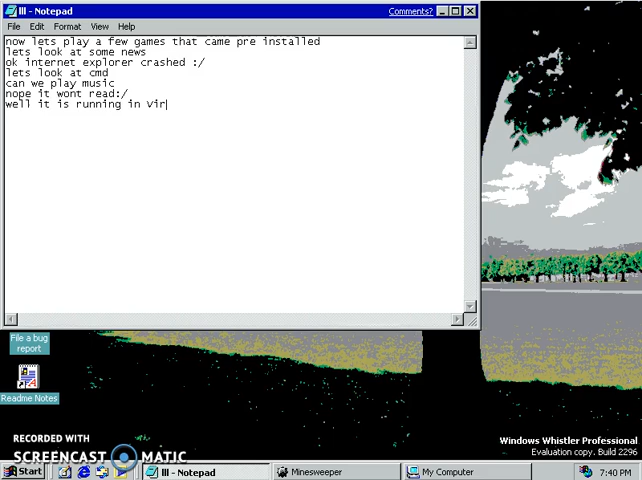 lll - Notepad
Comments?
File Edit Format View Help
now lets play a few games that came pre installed
lets look at some news
ok internet explorer crashed :/
lets look at cmd
can we play music
nope it wont read:/
well it is running in vir
File a bug
report
Readme Notes
RECORDED WITH
SCREENCAST MATIC
Windows Whistler Professional
Evaluation copy. Build 2296
Start
lll - Notepad
Minesweeper
My Computer
7:40 PM